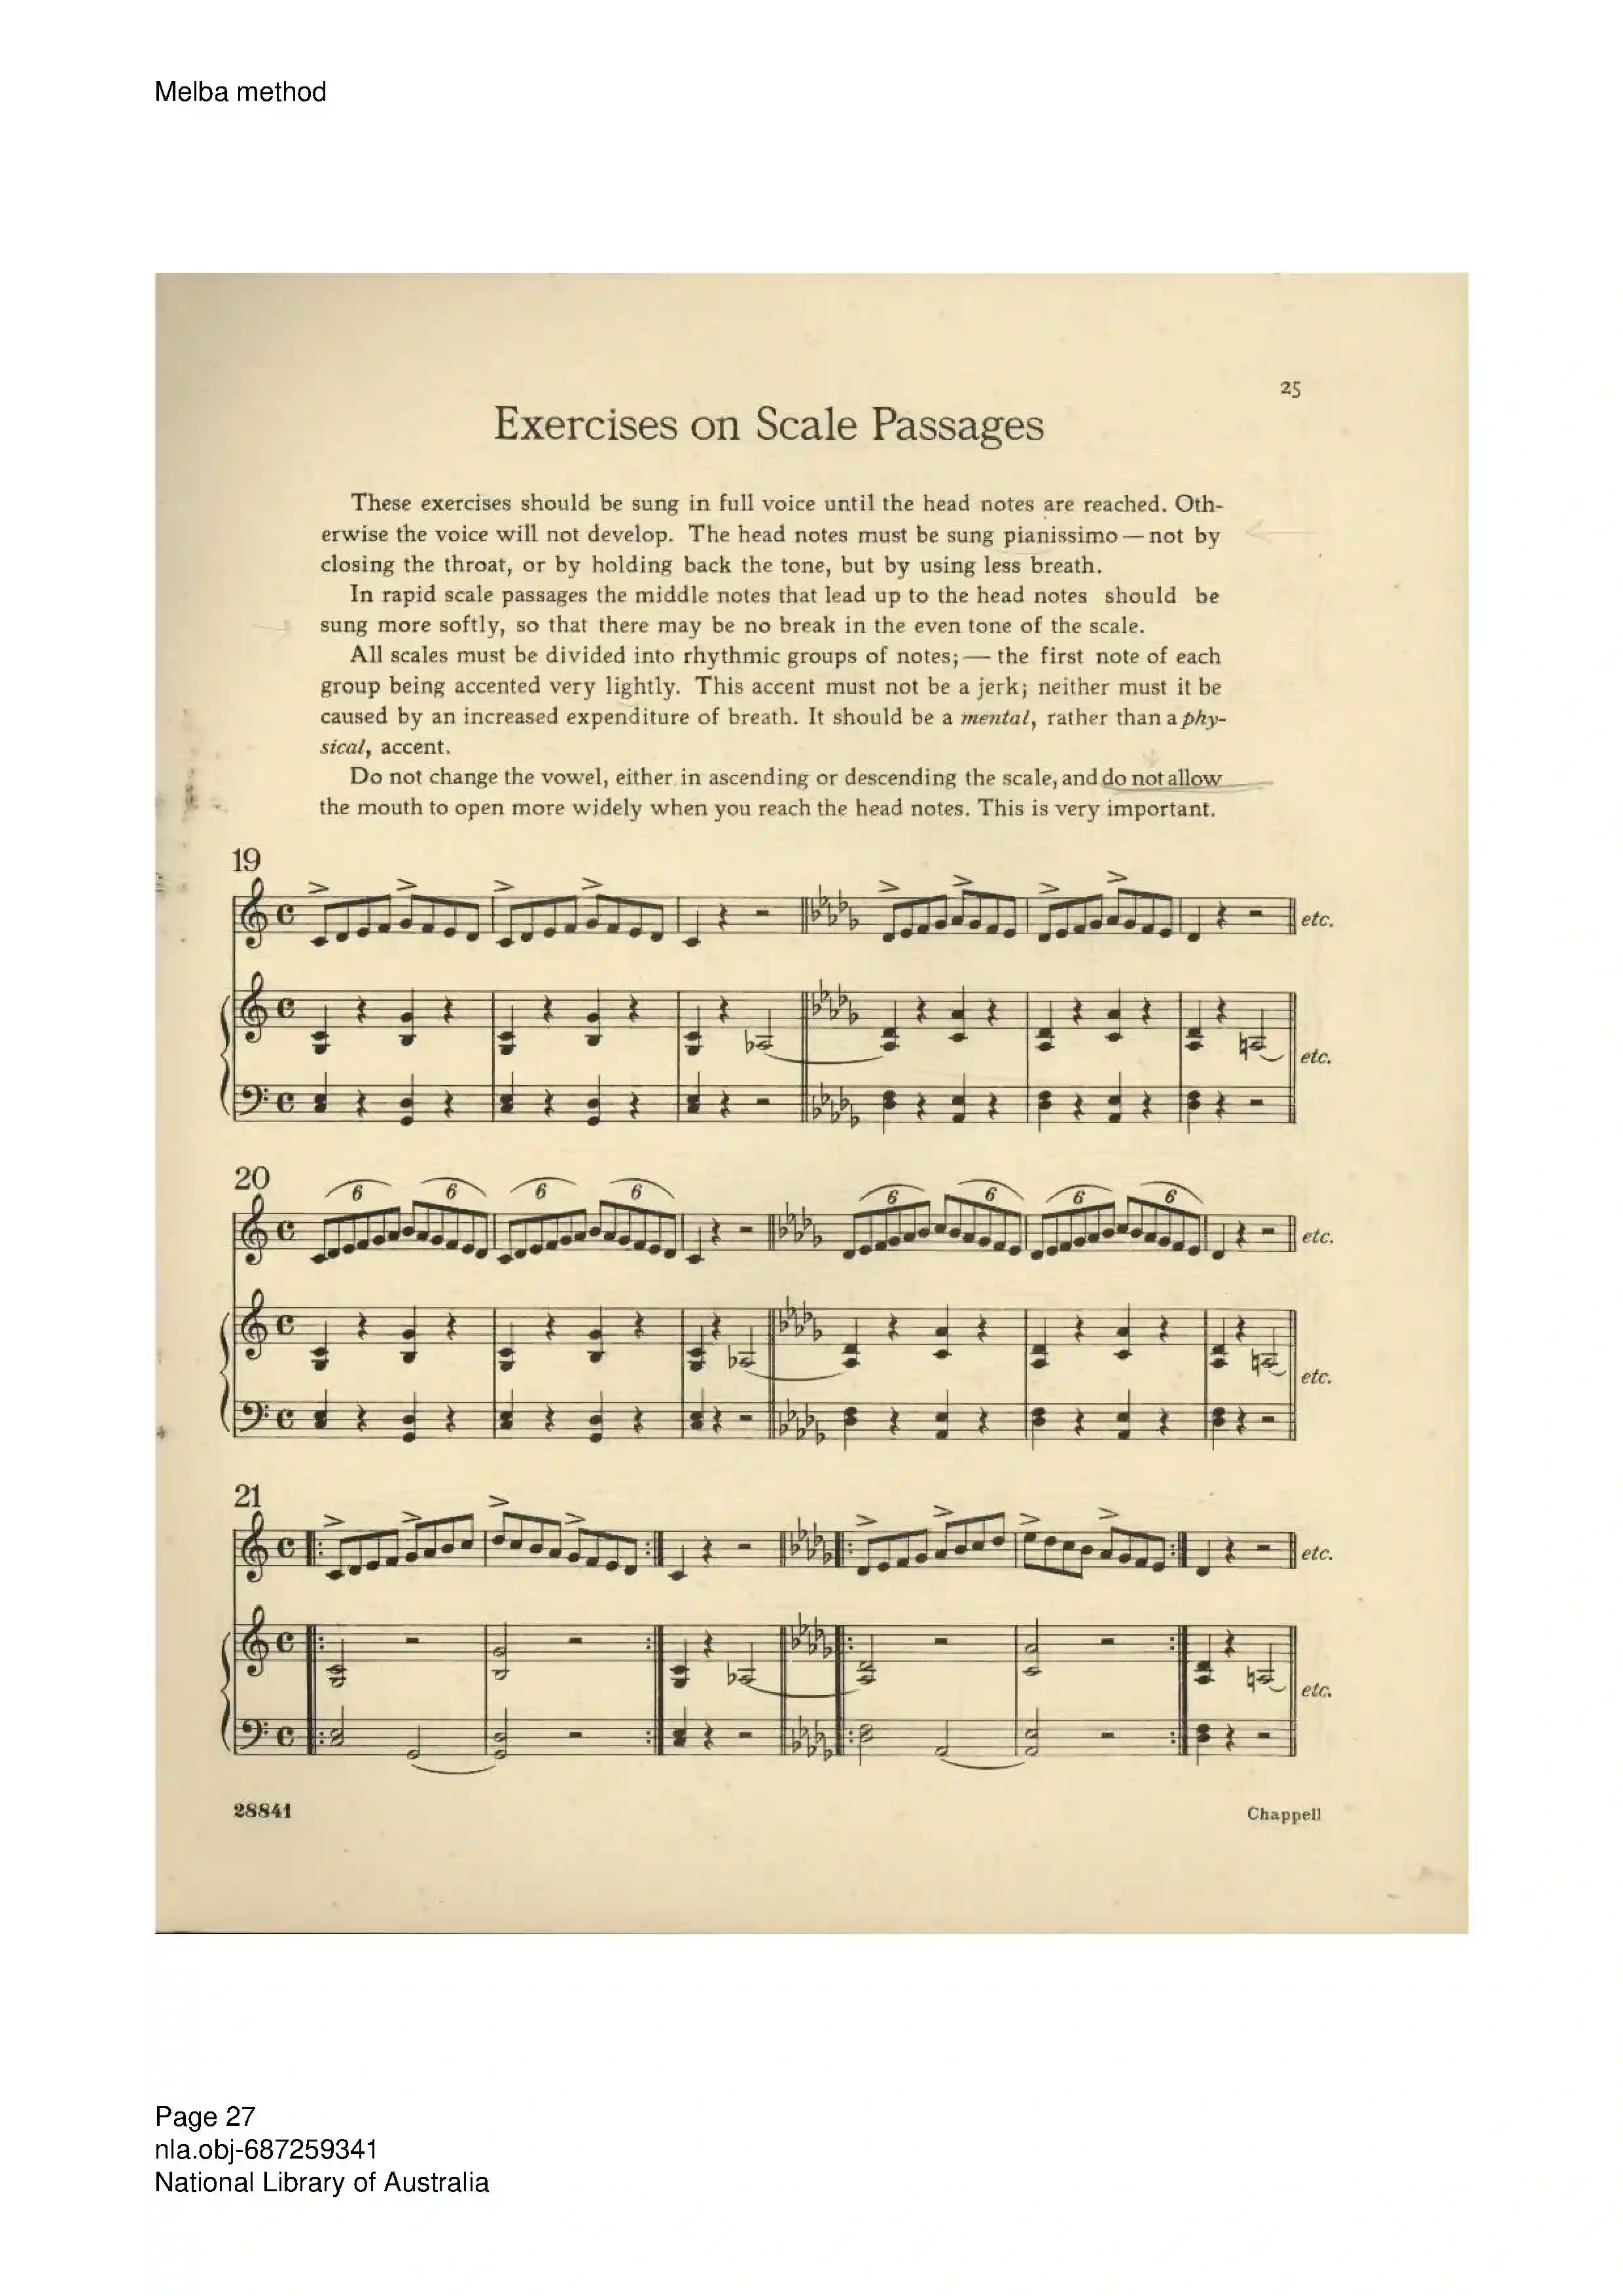 Melba method
25
Exercises on Scale Passages
These exercises should be sung in full voice until the head notes are reached. Oth-
erwise the voice will not develop. The head notes must be sung pianissimo — not by
closing the throat, or by holding back the tone, but by using less breath.
In rapid scale passages the middle notes that lead up to the head notes should be
sung more softly, so that there may be no break in the even tone of the scale.
All scales must be divided into rhythmic groups of notes; — the first note of each
group being accented very lightly. This accent must not be a jerk; neither must it be
caused by an increased expenditure of breath. It should be a mental, rather than a phy-
sical, accent.
Do not change the vowel, either in ascending or descending the scale, and do not allow
the mouth to open more widely when you reach the head notes. This is very important.
19
etc.
etc.
20
6 6 6 6 6 6 6 6
etc.
etc.
21
etc.
etc.
28841
Chappell
Page 27
nla.obj-687259341
National Library of Australia